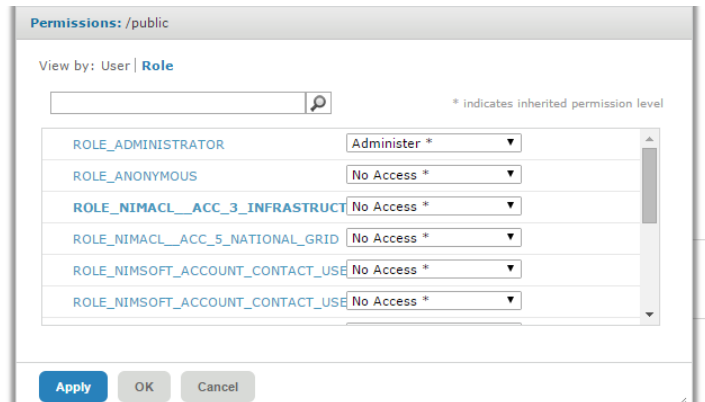 Permissions: /public
View by: User | Role
* indicates inherited permission level
ROLE_ADMINISTRATOR Administer *
ROLE_ANONYMOUS No Access *
ROLE_NIMACL__ACC_3_INFRASTRUCT No Access *
ROLE_NIMACL__ACC_5_NATIONAL_GRID No Access *
ROLE_NIMSOFT_ACCOUNT_CONTACT_USE No Access *
ROLE_NIMSOFT_ACCOUNT_CONTACT_USE No Access *
Apply OK Cancel